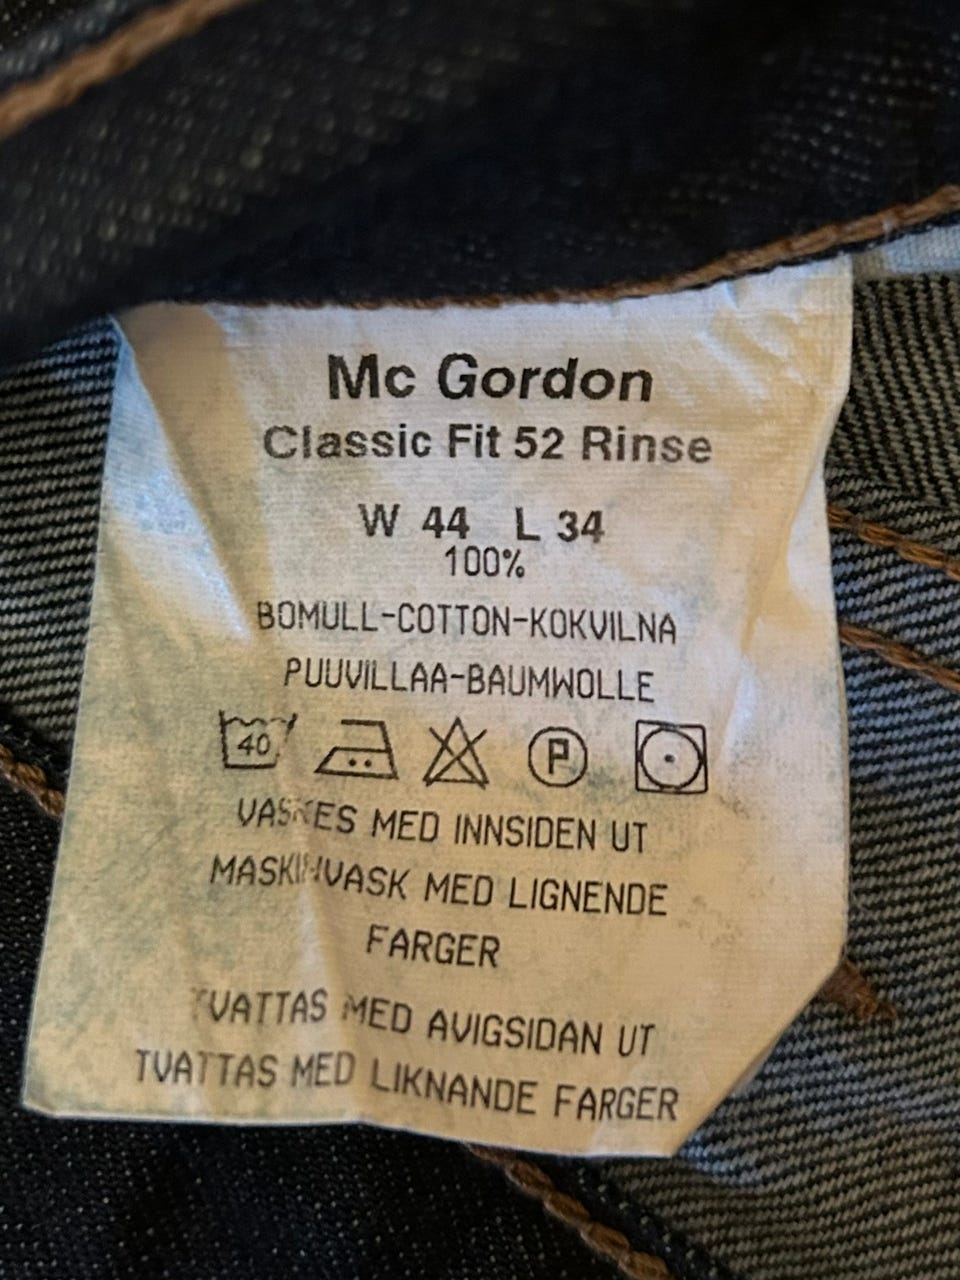 Mc Gordon
Classic Fit 52 Rinse
W 44 L 34
100%
BOMULL-COTTON-KOKVILNA
PUUVILLAA-BAUMWOLLE
40 P
VASKES MED INNSIDEN UT
MASKINVASK MED LIGNENDE
FARGER
TVATTAS MED AVIGSIDAN UT
TVATTAS MED LIKNANDE FARGER